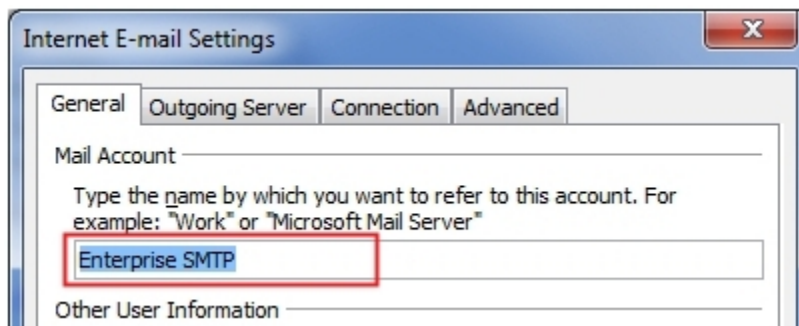 Internet E-mail Settings
General Outgoing Server Connection Advanced
Mail Account
Type the name by which you want to refer to this account. For
example: "Work" or "Microsoft Mail Server"
Enterprise SMTP
Other User Information